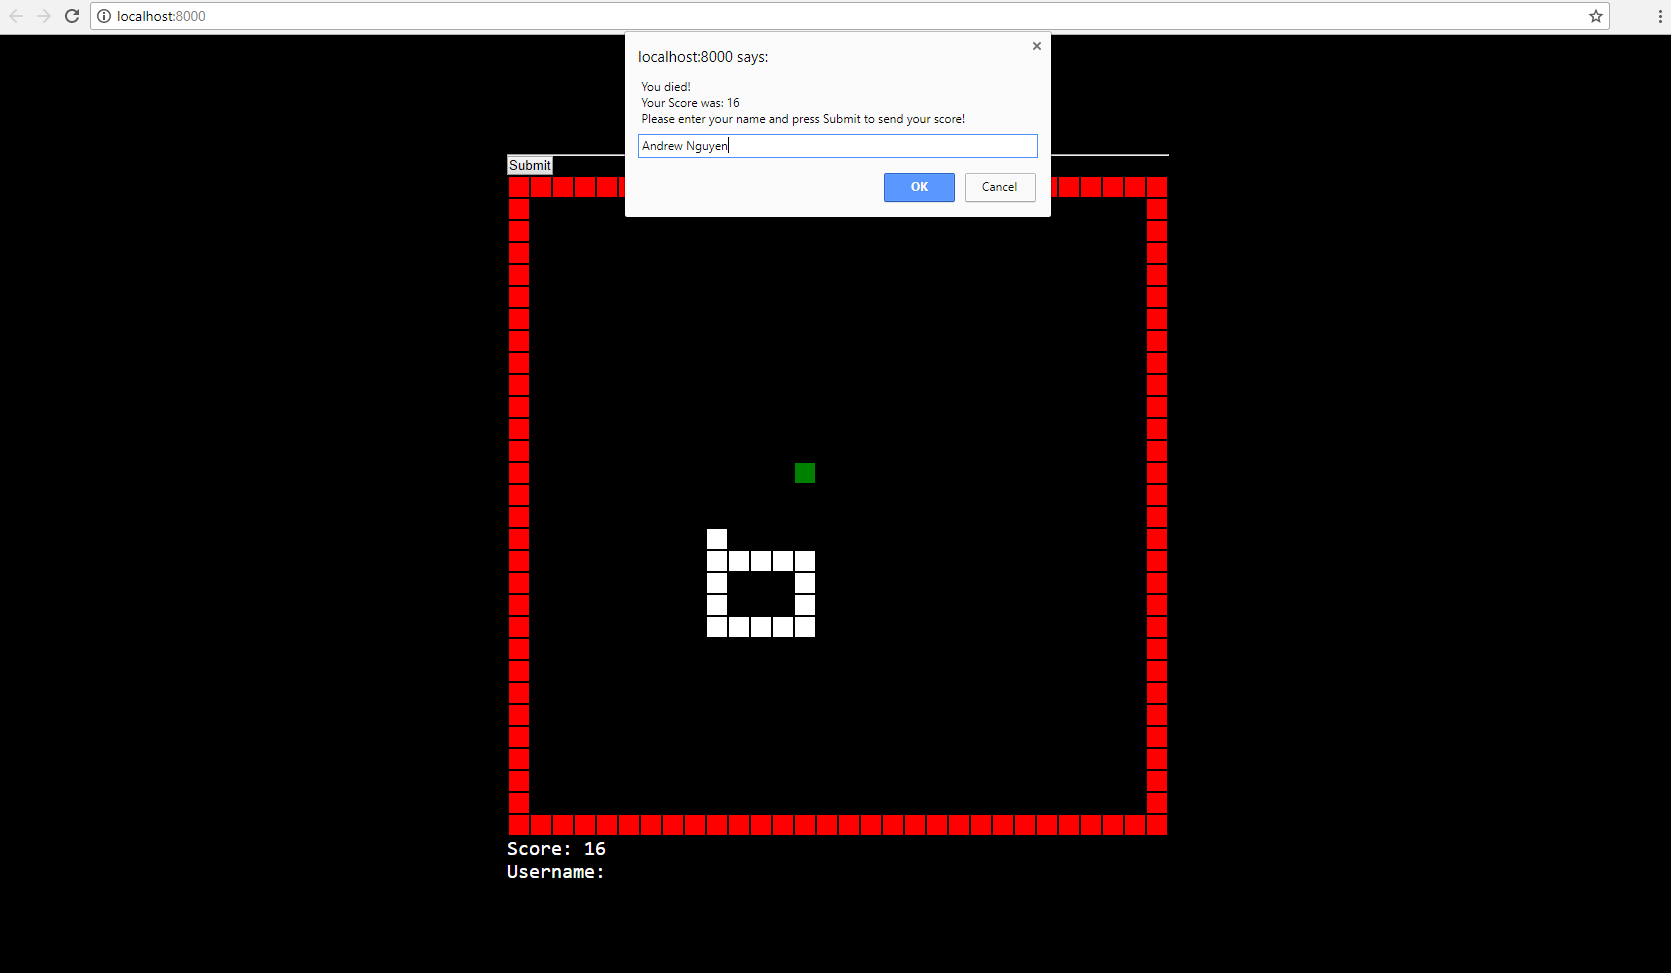 localhost:8000
localhost:8000 says:
You died!
Your Score was: 16
Please enter your name and press Submit to send your score!
Andrew Nguyen
OK Cancel
Submit
Score: 16
Username: